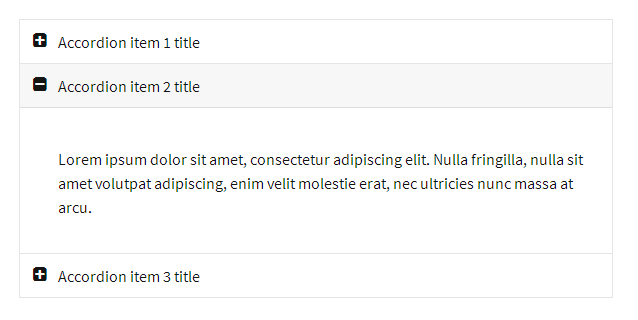 Accordion item 1 title
Accordion item 2 title
Lorem ipsum dolor sit amet, consectetur adipiscing elit. Nulla fringilla, nulla sit
amet volutpat adipiscing, enim velit molestie erat, nec ultricies nunc massa at
arcu.
Accordion item 3 title